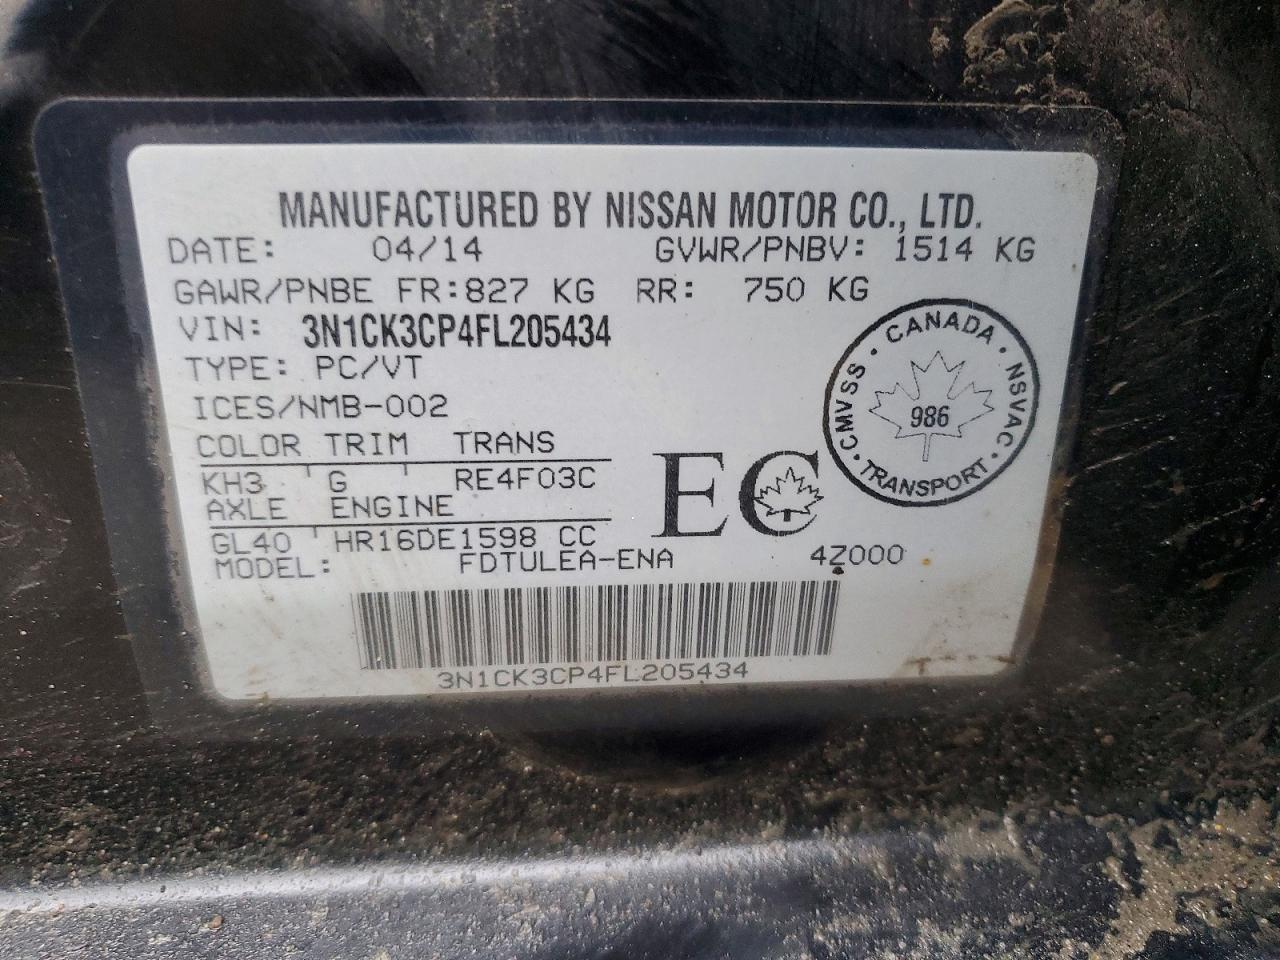 MANUFACTURED BY NISSAN MOTOR CO., LTD.
DATE: 04/14 GVWR/PNBV: 1514 KG
GAWR/PNBE FR:827 KG RR: 750 KG
VIN: 3N1CK3CP4FL205434
TYPE: PC/VT
ICES/NMB-002
COLOR TRIM TRANS
KH3 G RE4F03C
AXLE ENGINE
GL40 HR16DE1598 CC
MODEL: FDTULEA-ENA 4Z000
EC
CANADA · NSVAC · TRANSPORT · CMVSS ·
986
3N1CK3CP4FL205434